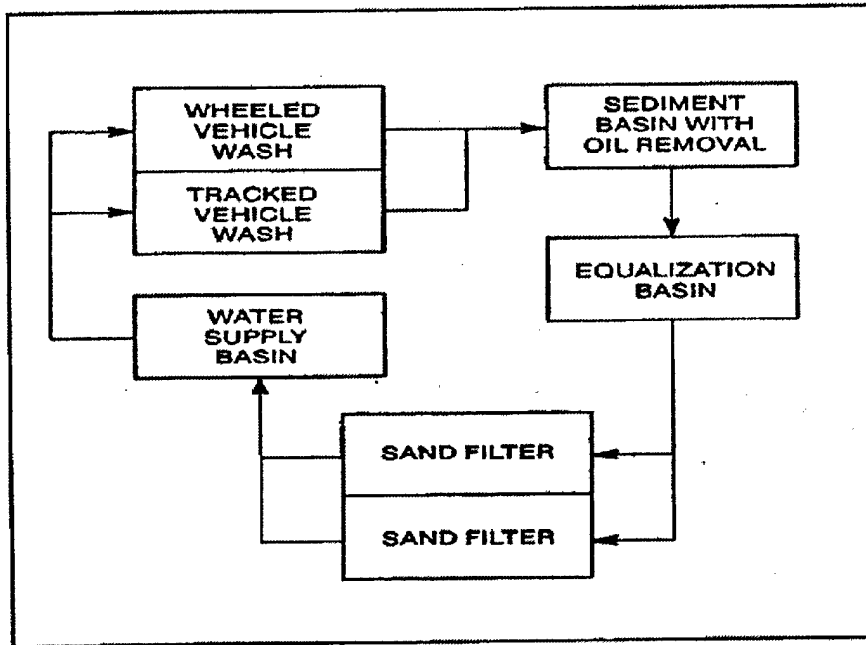 WHEELED
VEHICLE
WASH
TRACKED
VEHICLE
WASH
WATER
SUPPLY
BASIN
SEDIMENT
BASIN WITH
OIL REMOVAL
EQUALIZATION
BASIN
SAND FILTER
SAND FILTER